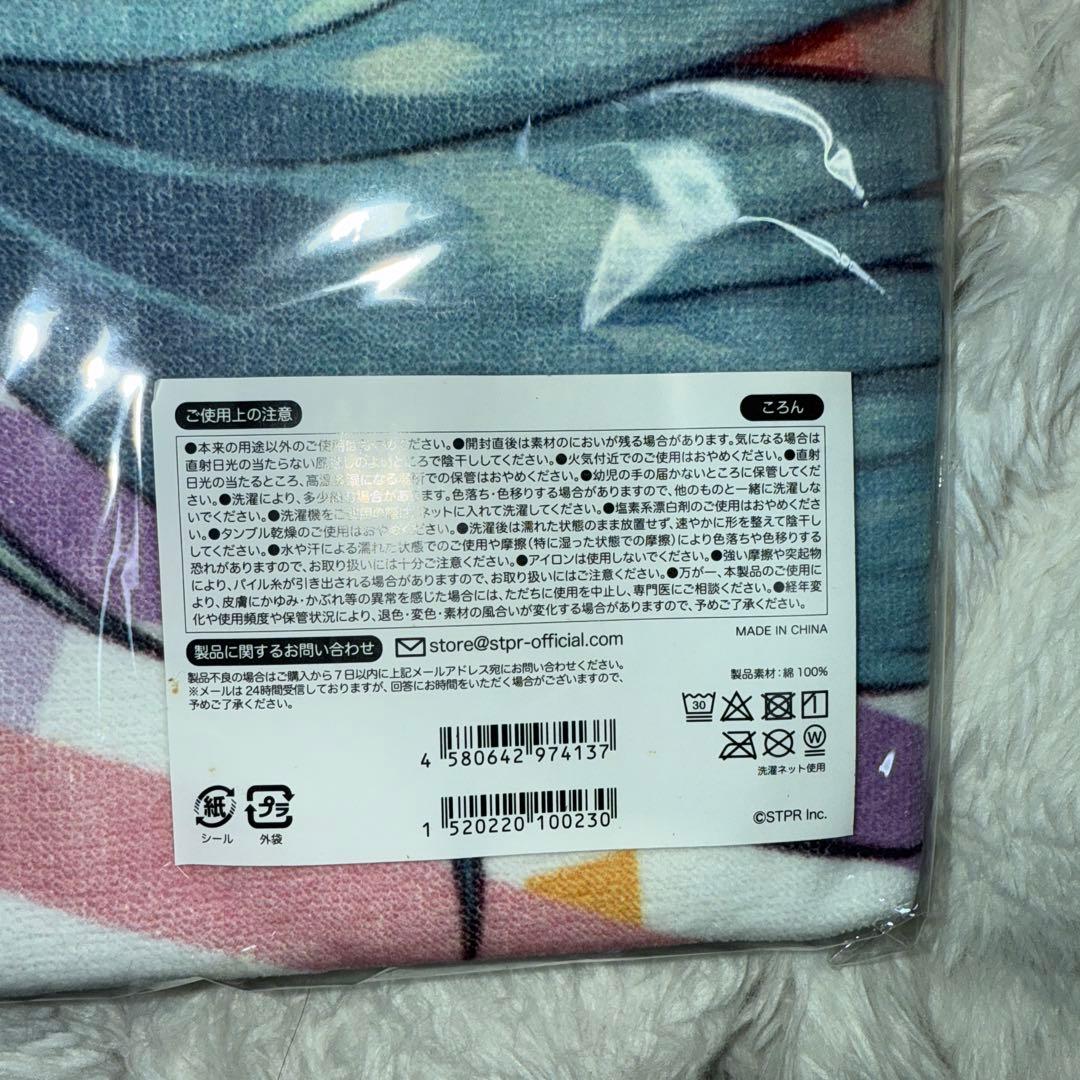 ご使用上の注意
ころん
●本来の用途以外のご使用はおやめください。●開封直後は素材のにおいが残る場合があります。気になる場合は
直射日光の当たらない風通しのよいところで陰干ししてください。●火気付近でのご使用はおやめください。●直射
日光の当たるところ、高温多湿になる場所での保管はおやめください。●幼児の手の届かないところに保管してくだ
さい。●洗濯により、多少縮む場合があります。色落ち・色移りする場合がありますので、他のものと一緒に洗濯しな
いでください。●洗濯機をご使用の際は、ネットに入れて洗濯してください。●塩素系漂白剤のご使用はおやめください。
●タンブル乾燥のご使用はおやめください。●洗濯後は濡れた状態のまま放置せず、速やかに形を整えて陰干し
してください。●水や汗による濡れた状態でのご使用や摩擦(特に湿った状態での摩擦)により色落ちや色移りする
恐れがありますので、お取り扱いには十分ご注意ください。●アイロンは使用しないでください。●強い摩擦や突起物
により、パイル糸が引き出される場合がありますので、お取り扱いにはご注意ください。●万が一、本製品のご使用に
より、皮膚にかゆみ・かぶれ等の異常を感じた場合には、ただちに使用を中止し、専門医にご相談ください。●経年変
化や使用頻度や保管状況により、退色・変色・素材の風合いが変化する場合がありますので、予めご了承ください。
MADE IN CHINA
製品に関するお問い合わせ store@stpr-official.com
製品不良の場合はご購入から7日以内に上記メールアドレス宛にお問い合わせください。
※メールは24時間受信しておりますが、回答にお時間をいただく場合がございますので、
予めご了承ください。
製品素材:綿100%
30
W
洗濯ネット使用
4 580642 974137
紙
シール
プラ
外袋
1 520220 100230
©STPR Inc.